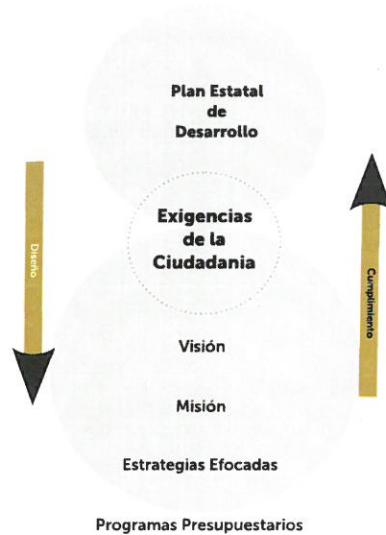 Plan Estatal
de
Desarrollo
Exigencias
de la
Ciudadania
Diseño
Cumplimiento
Visión
Misión
Estrategias Efocadas
Programas Presupuestarios